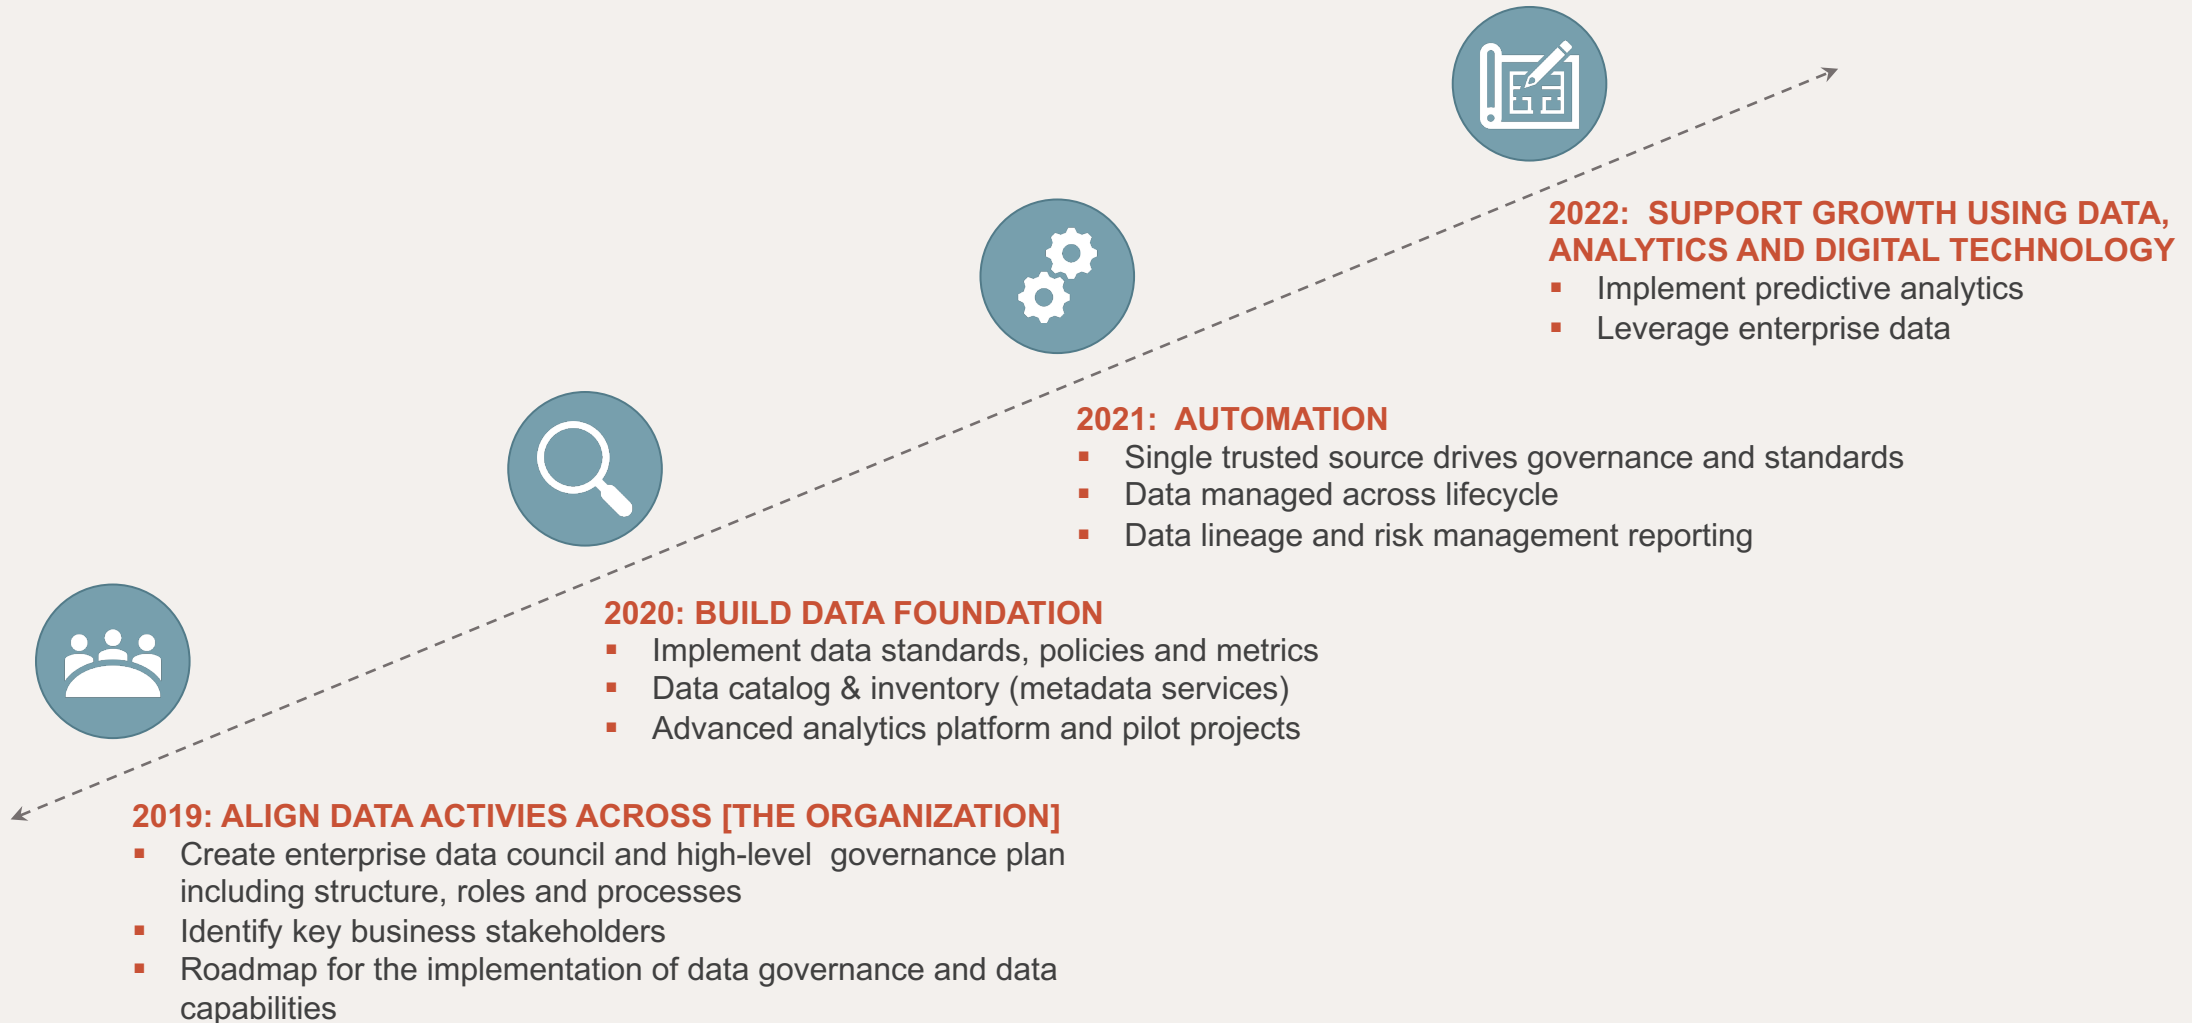 2022:  SUPPORT GROWTH USING DATA,
ANALYTICS AND DIGITAL TECHNOLOGY
▪ Implement predictive analytics
▪ Leverage enterprise data
2021:  AUTOMATION
▪ Single trusted source drives governance and standards
▪ Data managed across lifecycle
▪ Data lineage and risk management reporting
2020: BUILD DATA FOUNDATION
▪ Implement data standards, policies and metrics
▪ Data catalog & inventory (metadata services)
▪ Advanced analytics platform and pilot projects
2019: ALIGN DATA ACTIVIES ACROSS [THE ORGANIZATION]
▪ Create enterprise data council and high-level  governance plan
including structure, roles and processes
▪ Identify key business stakeholders
▪ Roadmap for the implementation of data governance and data
capabilities